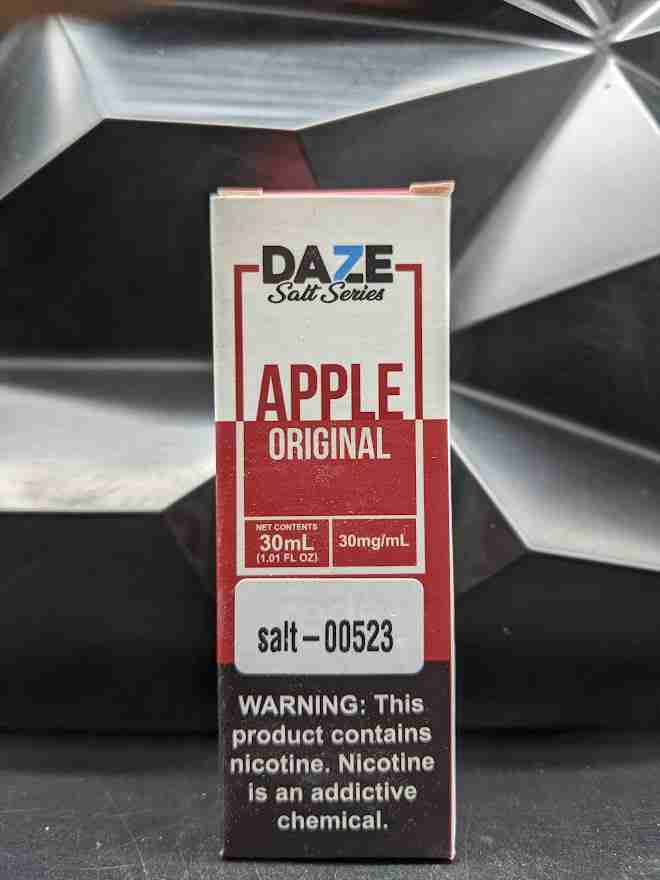 DAZE
Salt Series
APPLE
ORIGINAL
NET CONTENTS
30mL
(1.01 FL OZ)
30mg/mL
salt-00523
WARNING: This
product contains
nicotine. Nicotine
is an addictive
chemical.